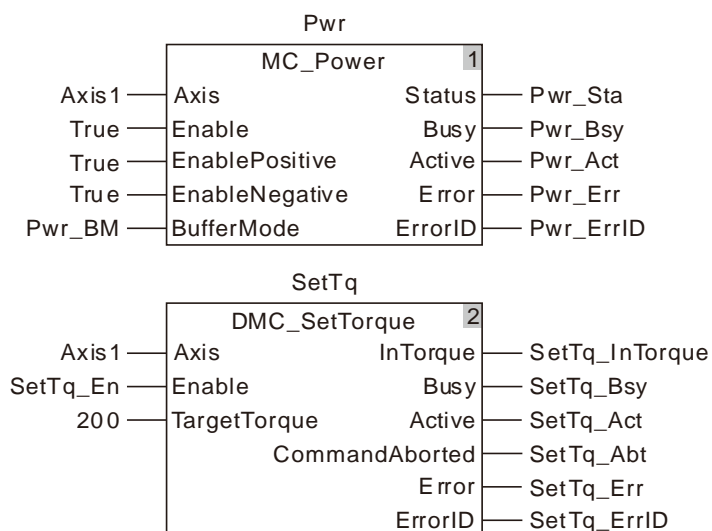 Pwr
MC_Power 1
Axis1 Axis Status Pwr_Sta
True Enable Busy Pwr_Bsy
True EnablePositive Active Pwr_Act
True EnableNegative Error Pwr_Err
Pwr_BM BufferMode ErrorID Pwr_ErrID
SetTq
DMC_SetTorque 2
Axis1 Axis InTorque SetTq_InTorque
SetTq_En Enable Busy SetTq_Bsy
200 TargetTorque Active SetTq_Act
CommandAborted SetTq_Abt
Error SetTq_Err
ErrorID SetTq_ErrID